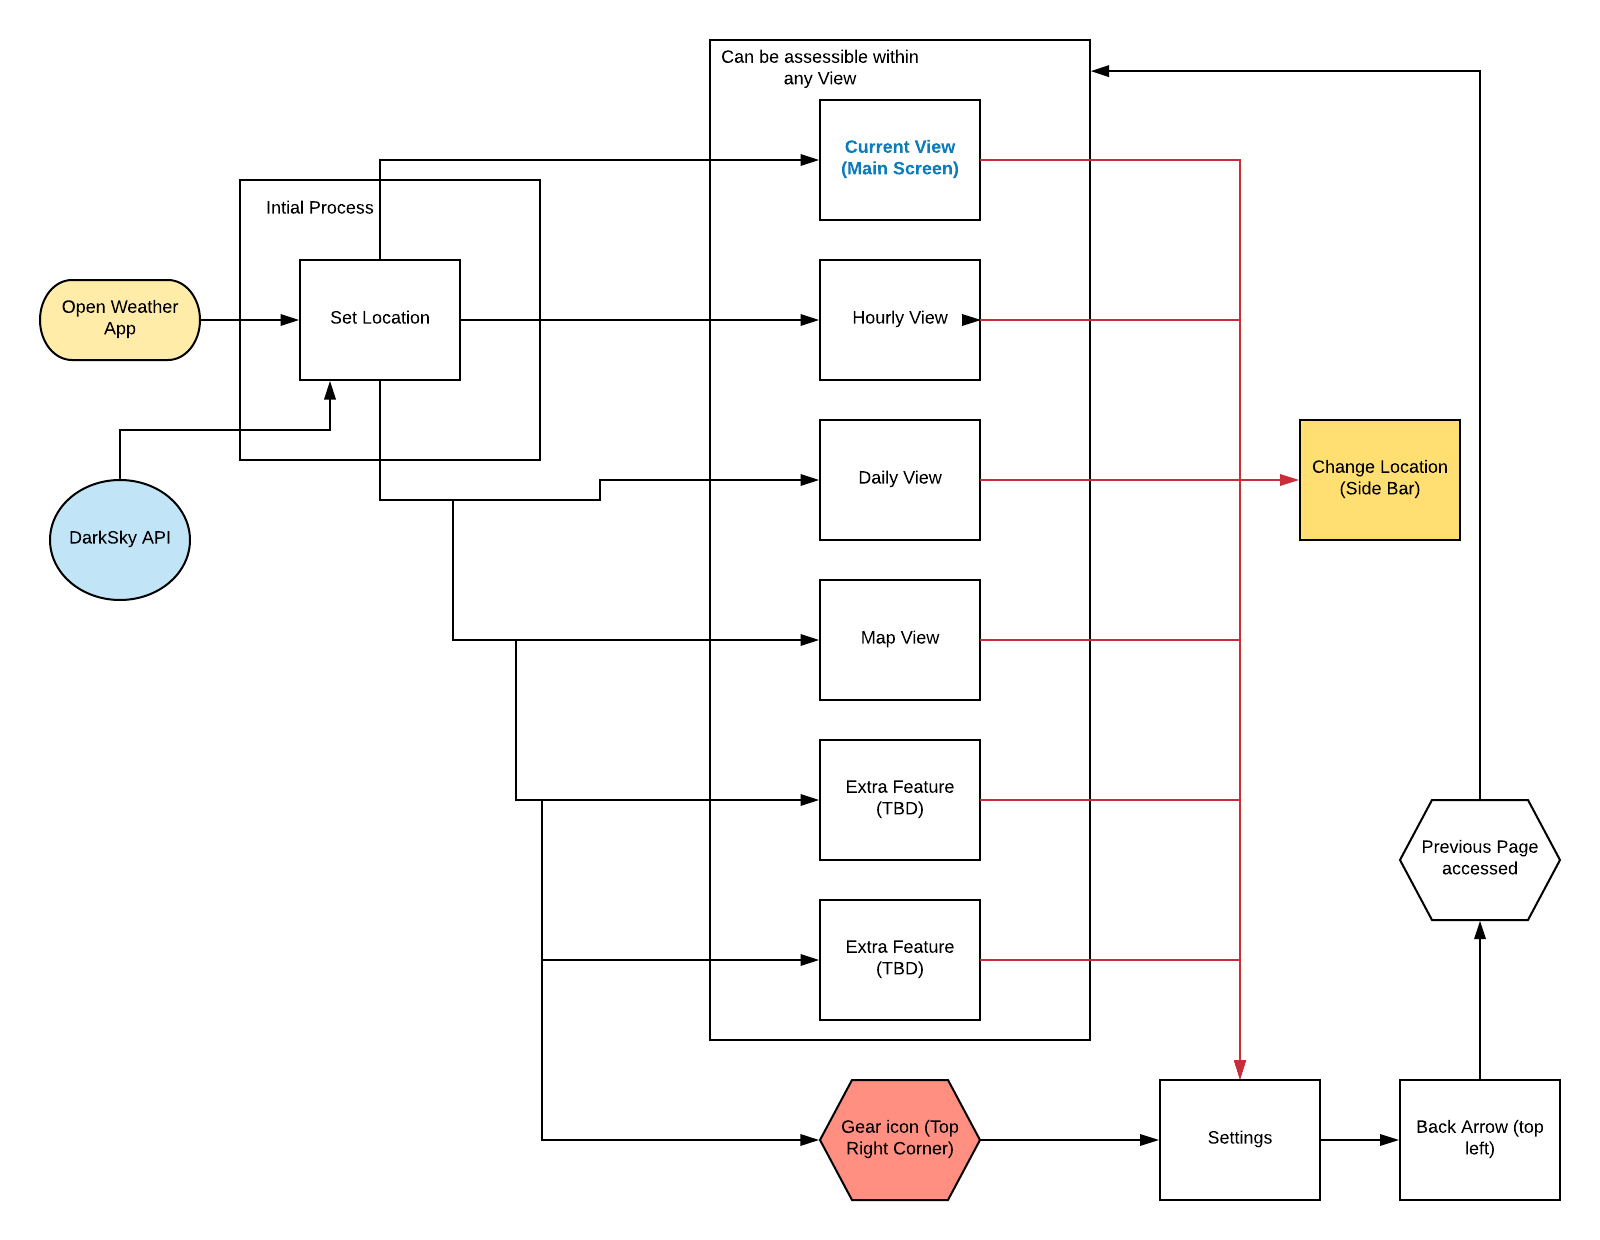 Can be assessible within
any View
Current View
(Main Screen)
Intial Process
Open Weather
App
Set Location
Hourly View
Daily View
Change Location
(Side Bar)
DarkSky API
Map View
Extra Feature
(TBD)
Previous Page
accessed
Extra Feature
(TBD)
Gear icon (Top
Right Corner)
Settings
Back Arrow (top
left)